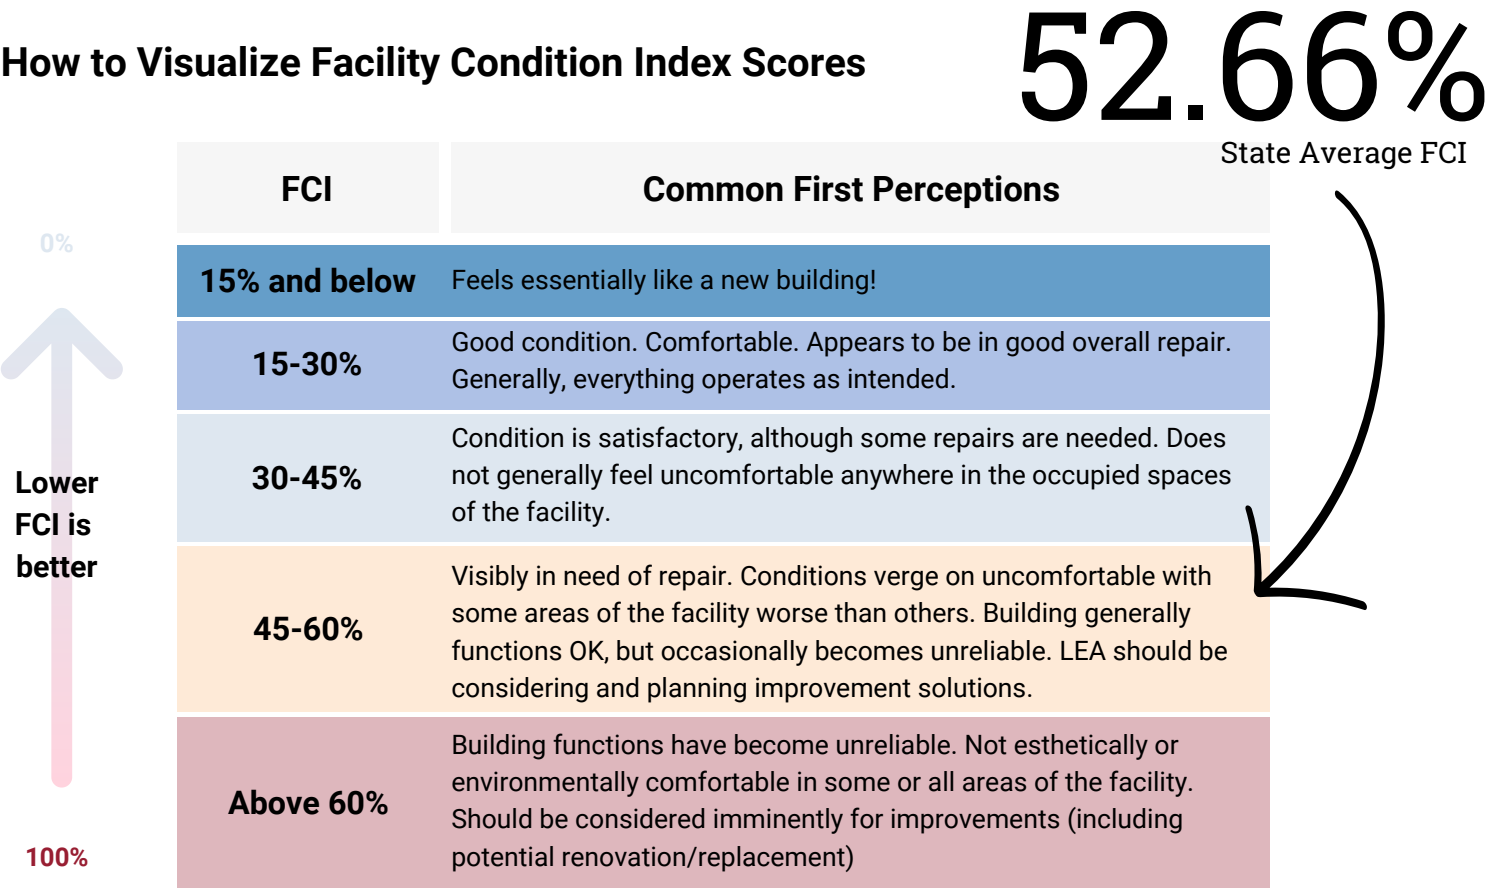 How to Visualize Facility Condition Index Scores
52.66%
State Average FCI
FCI
Common First Perceptions
0%
15% and below
Feels essentially like a new building!
15-30%
Good condition. Comfortable. Appears to be in good overall repair.
Generally, everything operates as intended.
Lower
FCI is
better
30-45%
Condition is satisfactory, although some repairs are needed. Does
not generally feel uncomfortable anywhere in the occupied spaces
of the facility.
45-60%
Visibly in need of repair. Conditions verge on uncomfortable with
some areas of the facility worse than others. Building generally
functions OK, but occasionally becomes unreliable. LEA should be
considering and planning improvement solutions.
Above 60%
Building functions have become unreliable. Not esthetically or
environmentally comfortable in some or all areas of the facility.
Should be considered imminently for improvements (including
potential renovation/replacement)
100%